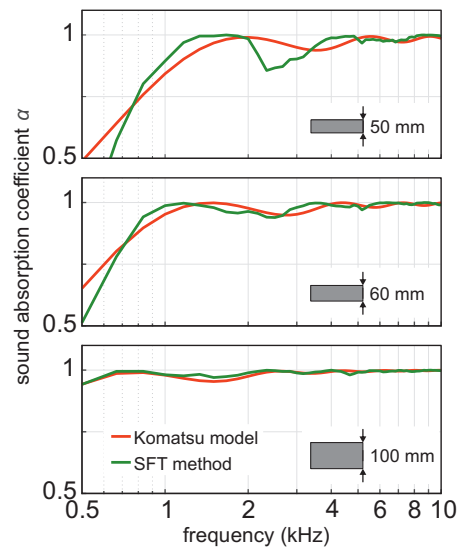 1
0.5
50 mm
1
0.5
60 mm
sound absorption coefficient α
1
0.5
Komatsu model
SFT method
100 mm
0.5 1 2 4 6 8 10
frequency (kHz)